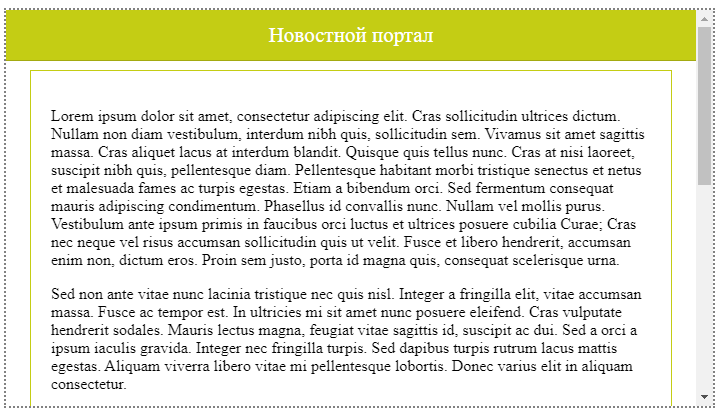 Новостной портал
Lorem ipsum dolor sit amet, consectetur adipiscing elit. Cras sollicitudin ultrices dictum.
Nullam non diam vestibulum, interdum nibh quis, sollicitudin sem. Vivamus sit amet sagittis
massa. Cras aliquet lacus at interdum blandit. Quisque quis tellus nunc. Cras at nisi laoreet,
suscipit nibh quis, pellentesque diam. Pellentesque habitant morbi tristique senectus et netus
et malesuada fames ac turpis egestas. Etiam a bibendum orci. Sed fermentum consequat
mauris adipiscing condimentum. Phasellus id convallis nunc. Nullam vel mollis purus.
Vestibulum ante ipsum primis in faucibus orci luctus et ultrices posuere cubilia Curae; Cras
nec neque vel risus accumsan sollicitudin quis ut velit. Fusce et libero hendrerit, accumsan
enim non, dictum eros. Proin sem justo, porta id magna quis, consequat scelerisque urna.
Sed non ante vitae nunc lacinia tristique nec quis nisl. Integer a fringilla elit, vitae accumsan
massa. Fusce ac tempor est. In ultricies mi sit amet nunc posuere eleifend. Cras vulputate
hendrerit sodales. Mauris lectus magna, feugiat vitae sagittis id, suscipit ac dui. Sed a orci a
ipsum iaculis gravida. Integer nec fringilla turpis. Sed dapibus turpis rutrum lacus mattis
egestas. Aliquam viverra libero vitae mi pellentesque lobortis. Donec varius elit in aliquam
consectetur.